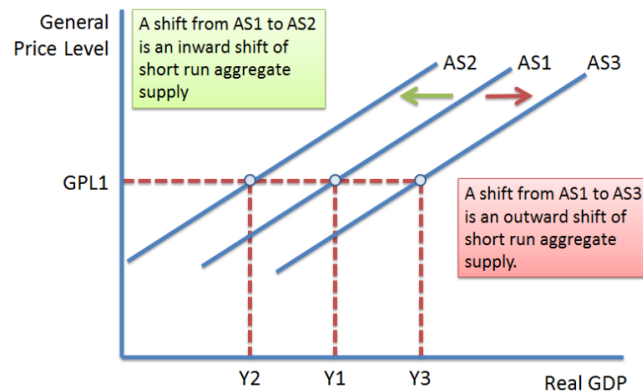 General
Price Level
A shift from AS1 to AS2
is an inward shift of
short run aggregate
supply
AS2
AS1
AS3
GPL1
A shift from AS1 to AS3
is an outward shift of
short run aggregate
supply.
Y2
Y1
Y3
Real GDP